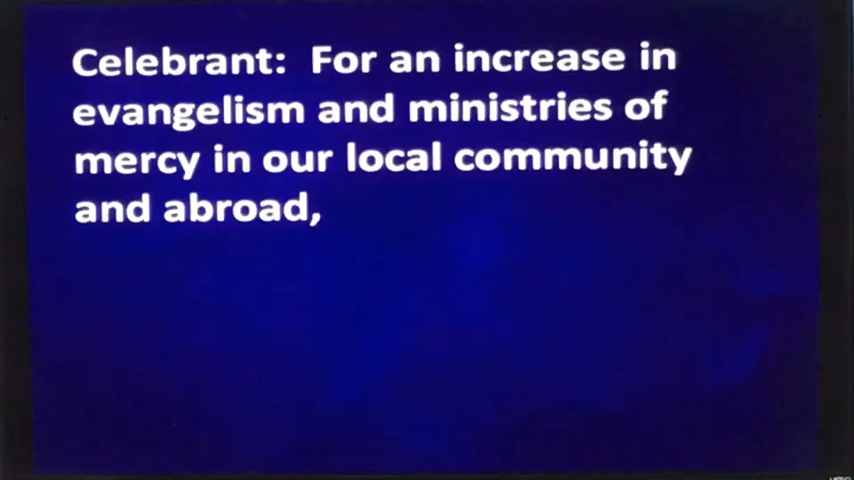 Celebrant:  For an increase in
evangelism and ministries of
mercy in our local community
and abroad,